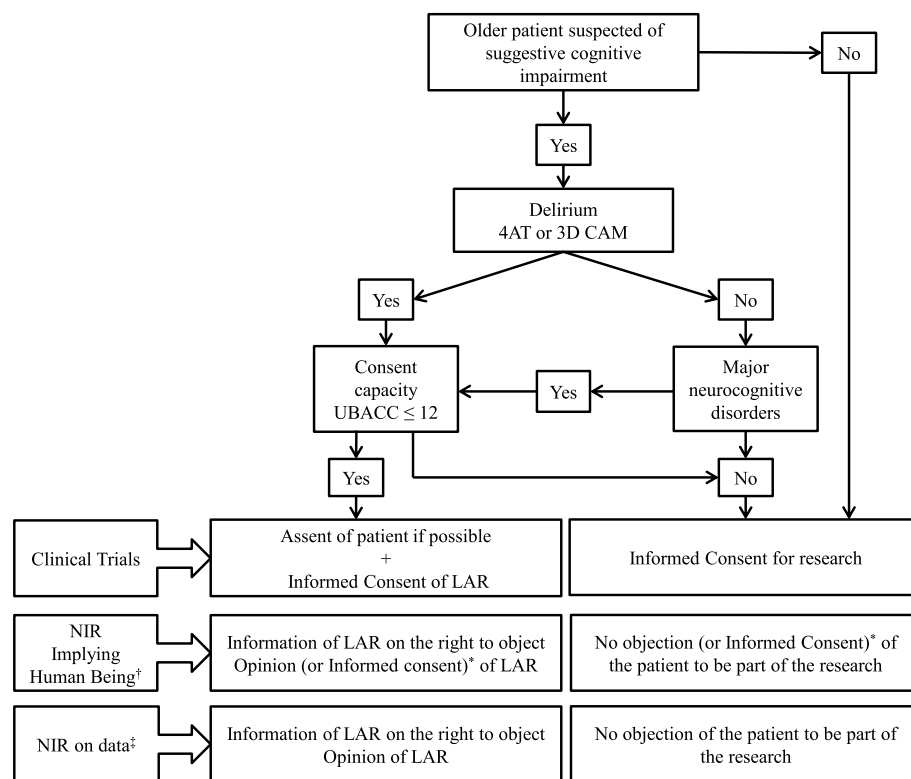 Older patient suspected of
suggestive cognitive
impairment
No
Yes
Delirium
4AT or 3D CAM
Yes
No
Consent
capacity
UBACC ≤ 12
Yes
Major
neurocognitive
disorders
Yes
No
Clinical Trials
Assent of patient if possible
+
Informed Consent of LAR
Informed Consent for research
NIR
Implying
Human Being†
Information of LAR on the right to object
Opinion (or Informed consent)* of LAR
No objection (or Informed Consent)* of
the patient to be part of the research
NIR on data‡
Information of LAR on the right to object
Opinion of LAR
No objection of the patient to be part of
the research